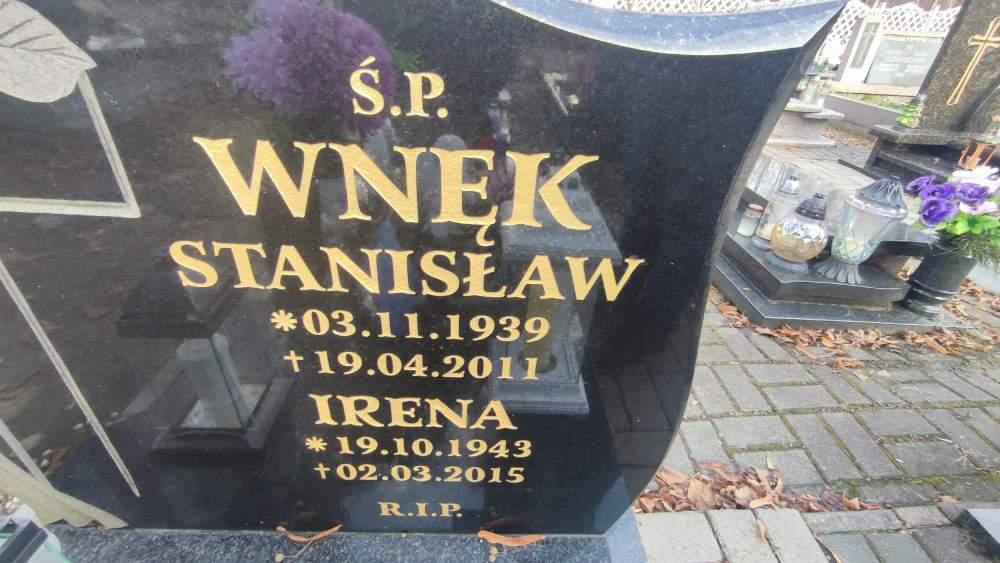 Ś.P.
WNĘK
STANISŁAW
*03.11.1939
†19.04.2011
IRENA
*19.10.1943
†02.03.2015
R.I.P.